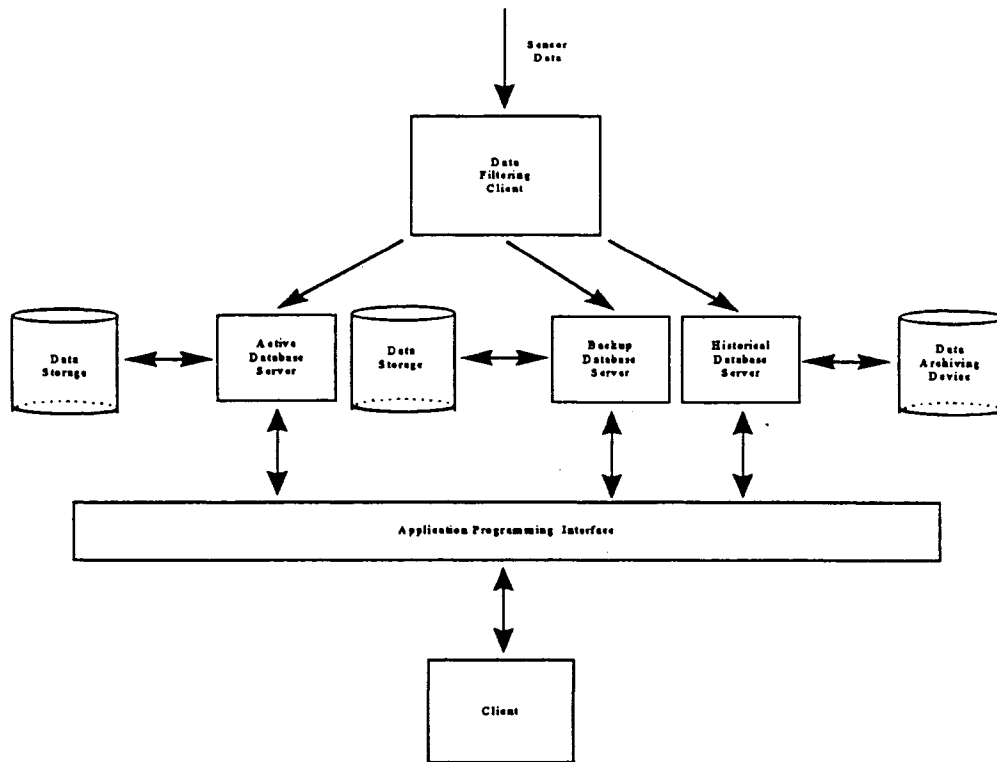 Sensor
Data
Data
Filtering
Client
Data
Storage
Active
Database
Server
Data
Storage
Backup
Database
Server
Historical
Database
Server
Data
Archiving
Device
Application Programming Interface
Client